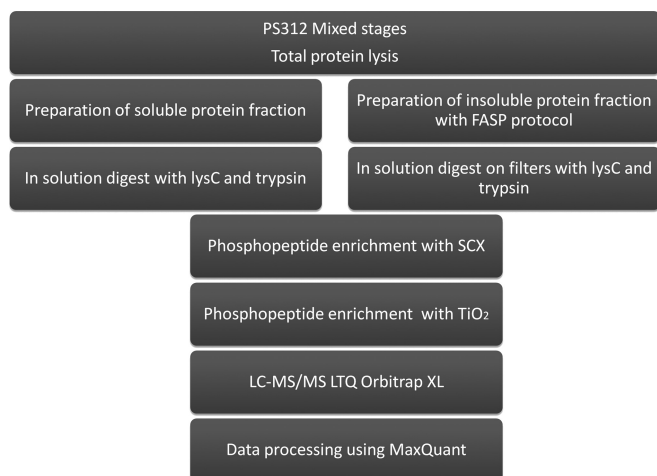 PS312 Mixed stages
Total protein lysis
Preparation of soluble protein fraction
Preparation of insoluble protein fraction
with FASP protocol
In solution digest with lysC and trypsin
In solution digest on filters with lysC and
trypsin
Phosphopeptide enrichment with SCX
Phosphopeptide enrichment with TiO₂
LC-MS/MS LTQ Orbitrap XL
Data processing using MaxQuant